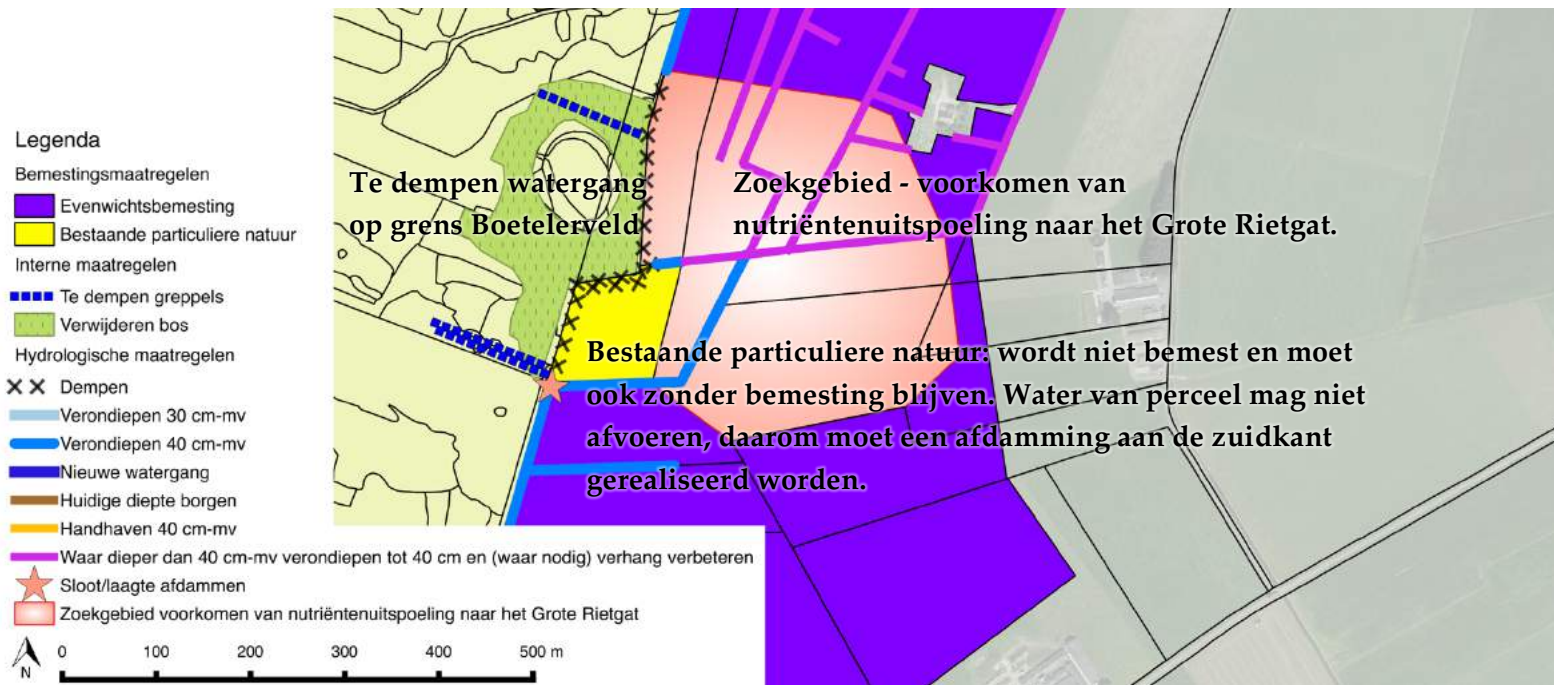 Legenda
Bemestingsmaatregelen
Evenwichtsbemesting
Bestaande particuliere natuur
Interne maatregelen
Te dempen greppels
Verwijderen bos
Hydrologische maatregelen
Dempen
Verondiepen 30 cm-mv
Verondiepen 40 cm-mv
Nieuwe watergang
Huidige diepte borgen
Handhaven 40 cm-mv
Waar dieper dan 40 cm-mv verondiepen tot 40 cm en (waar nodig) verhang verbeteren
Sloot/laagte afdammen
Zoekgebied voorkomen van nutriëntenuitspoeling naar het Grote Rietgat
N
0 100 200 300 400 500 m
Te dempen watergang
op grens Boetelerveld
Zoekgebied - voorkomen van
nutriëntenuitspoeling naar het Grote Rietgat.
Bestaande particuliere natuur: wordt niet bemest en moet
ook zonder bemesting blijven. Water van perceel mag niet
afvoeren, daarom moet een afdamming aan de zuidkant
gerealiseerd worden.